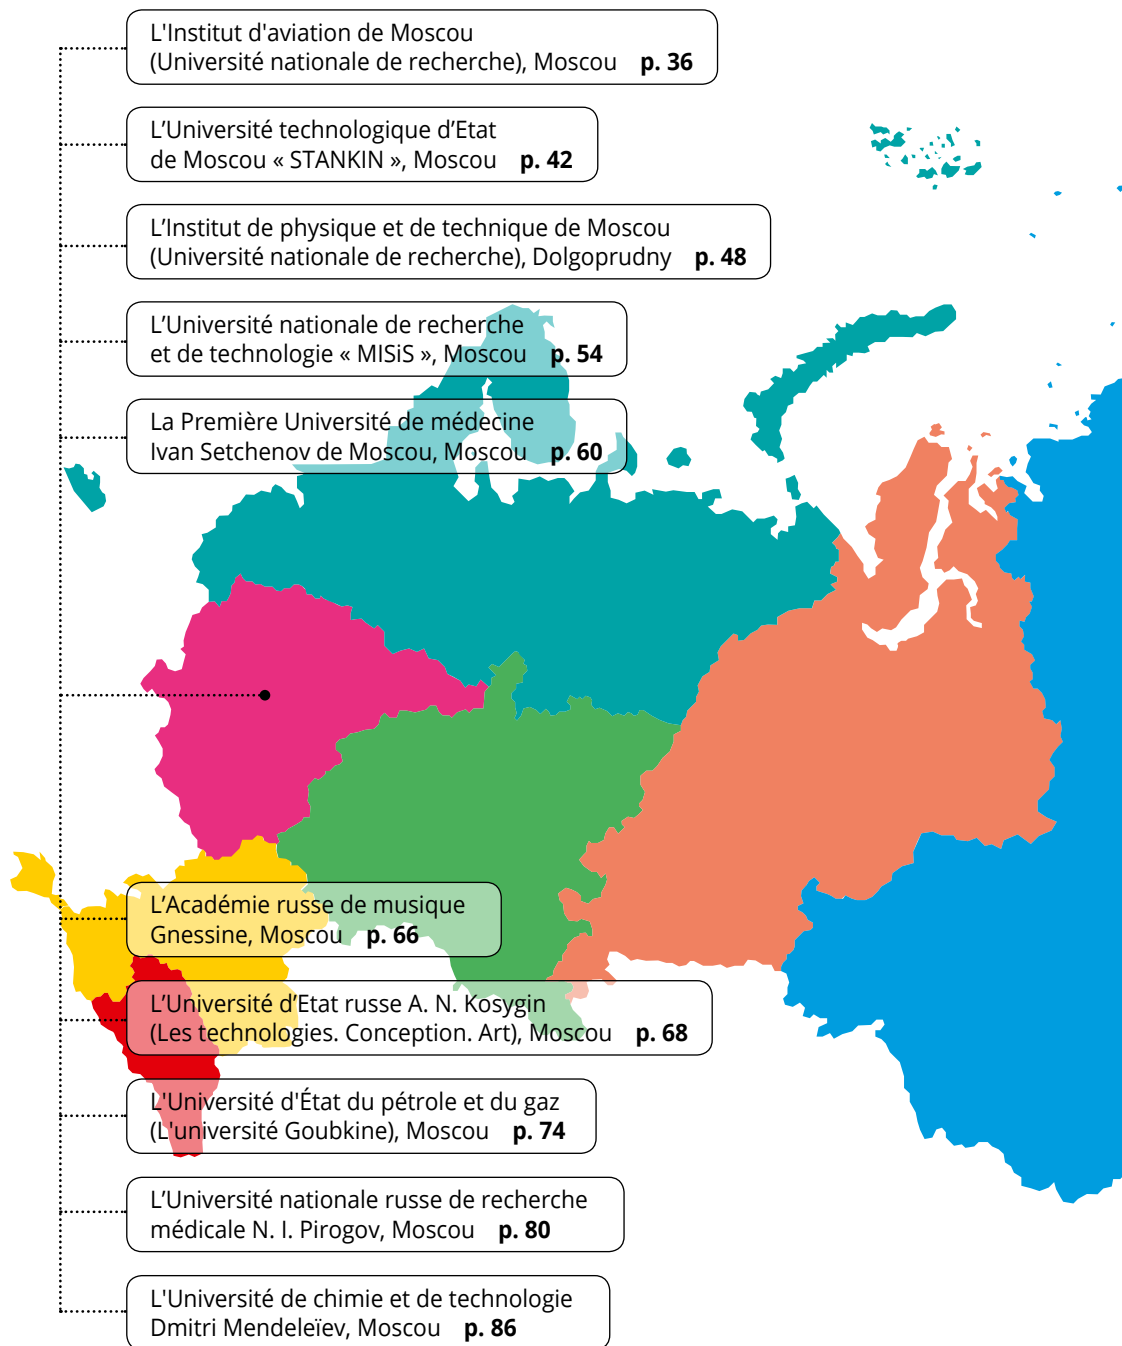 L'Institut d'aviation de Moscou
(Université nationale de recherche), Moscou p. 36
L’Université technologique d’Etat
de Moscou « STANKIN », Moscou p. 42
L’Institut de physique et de technique de Moscou
(Université nationale de recherche), Dolgoprudny p. 48
L’Université nationale de recherche
et de technologie « MISiS », Moscou p. 54
La Première Université de médecine
Ivan Setchenov de Moscou, Moscou p. 60
L’Académie russe de musique
Gnessine, Moscou p. 66
L’Université d’Etat russe A. N. Kosygin
(Les technologies. Conception. Art), Moscou p. 68
L'Université d'État du pétrole et du gaz
(L'université Goubkine), Moscou p. 74
L’Université nationale russe de recherche
médicale N. I. Pirogov, Moscou p. 80
L'Université de chimie et de technologie
Dmitri Mendeleïev, Moscou p. 86